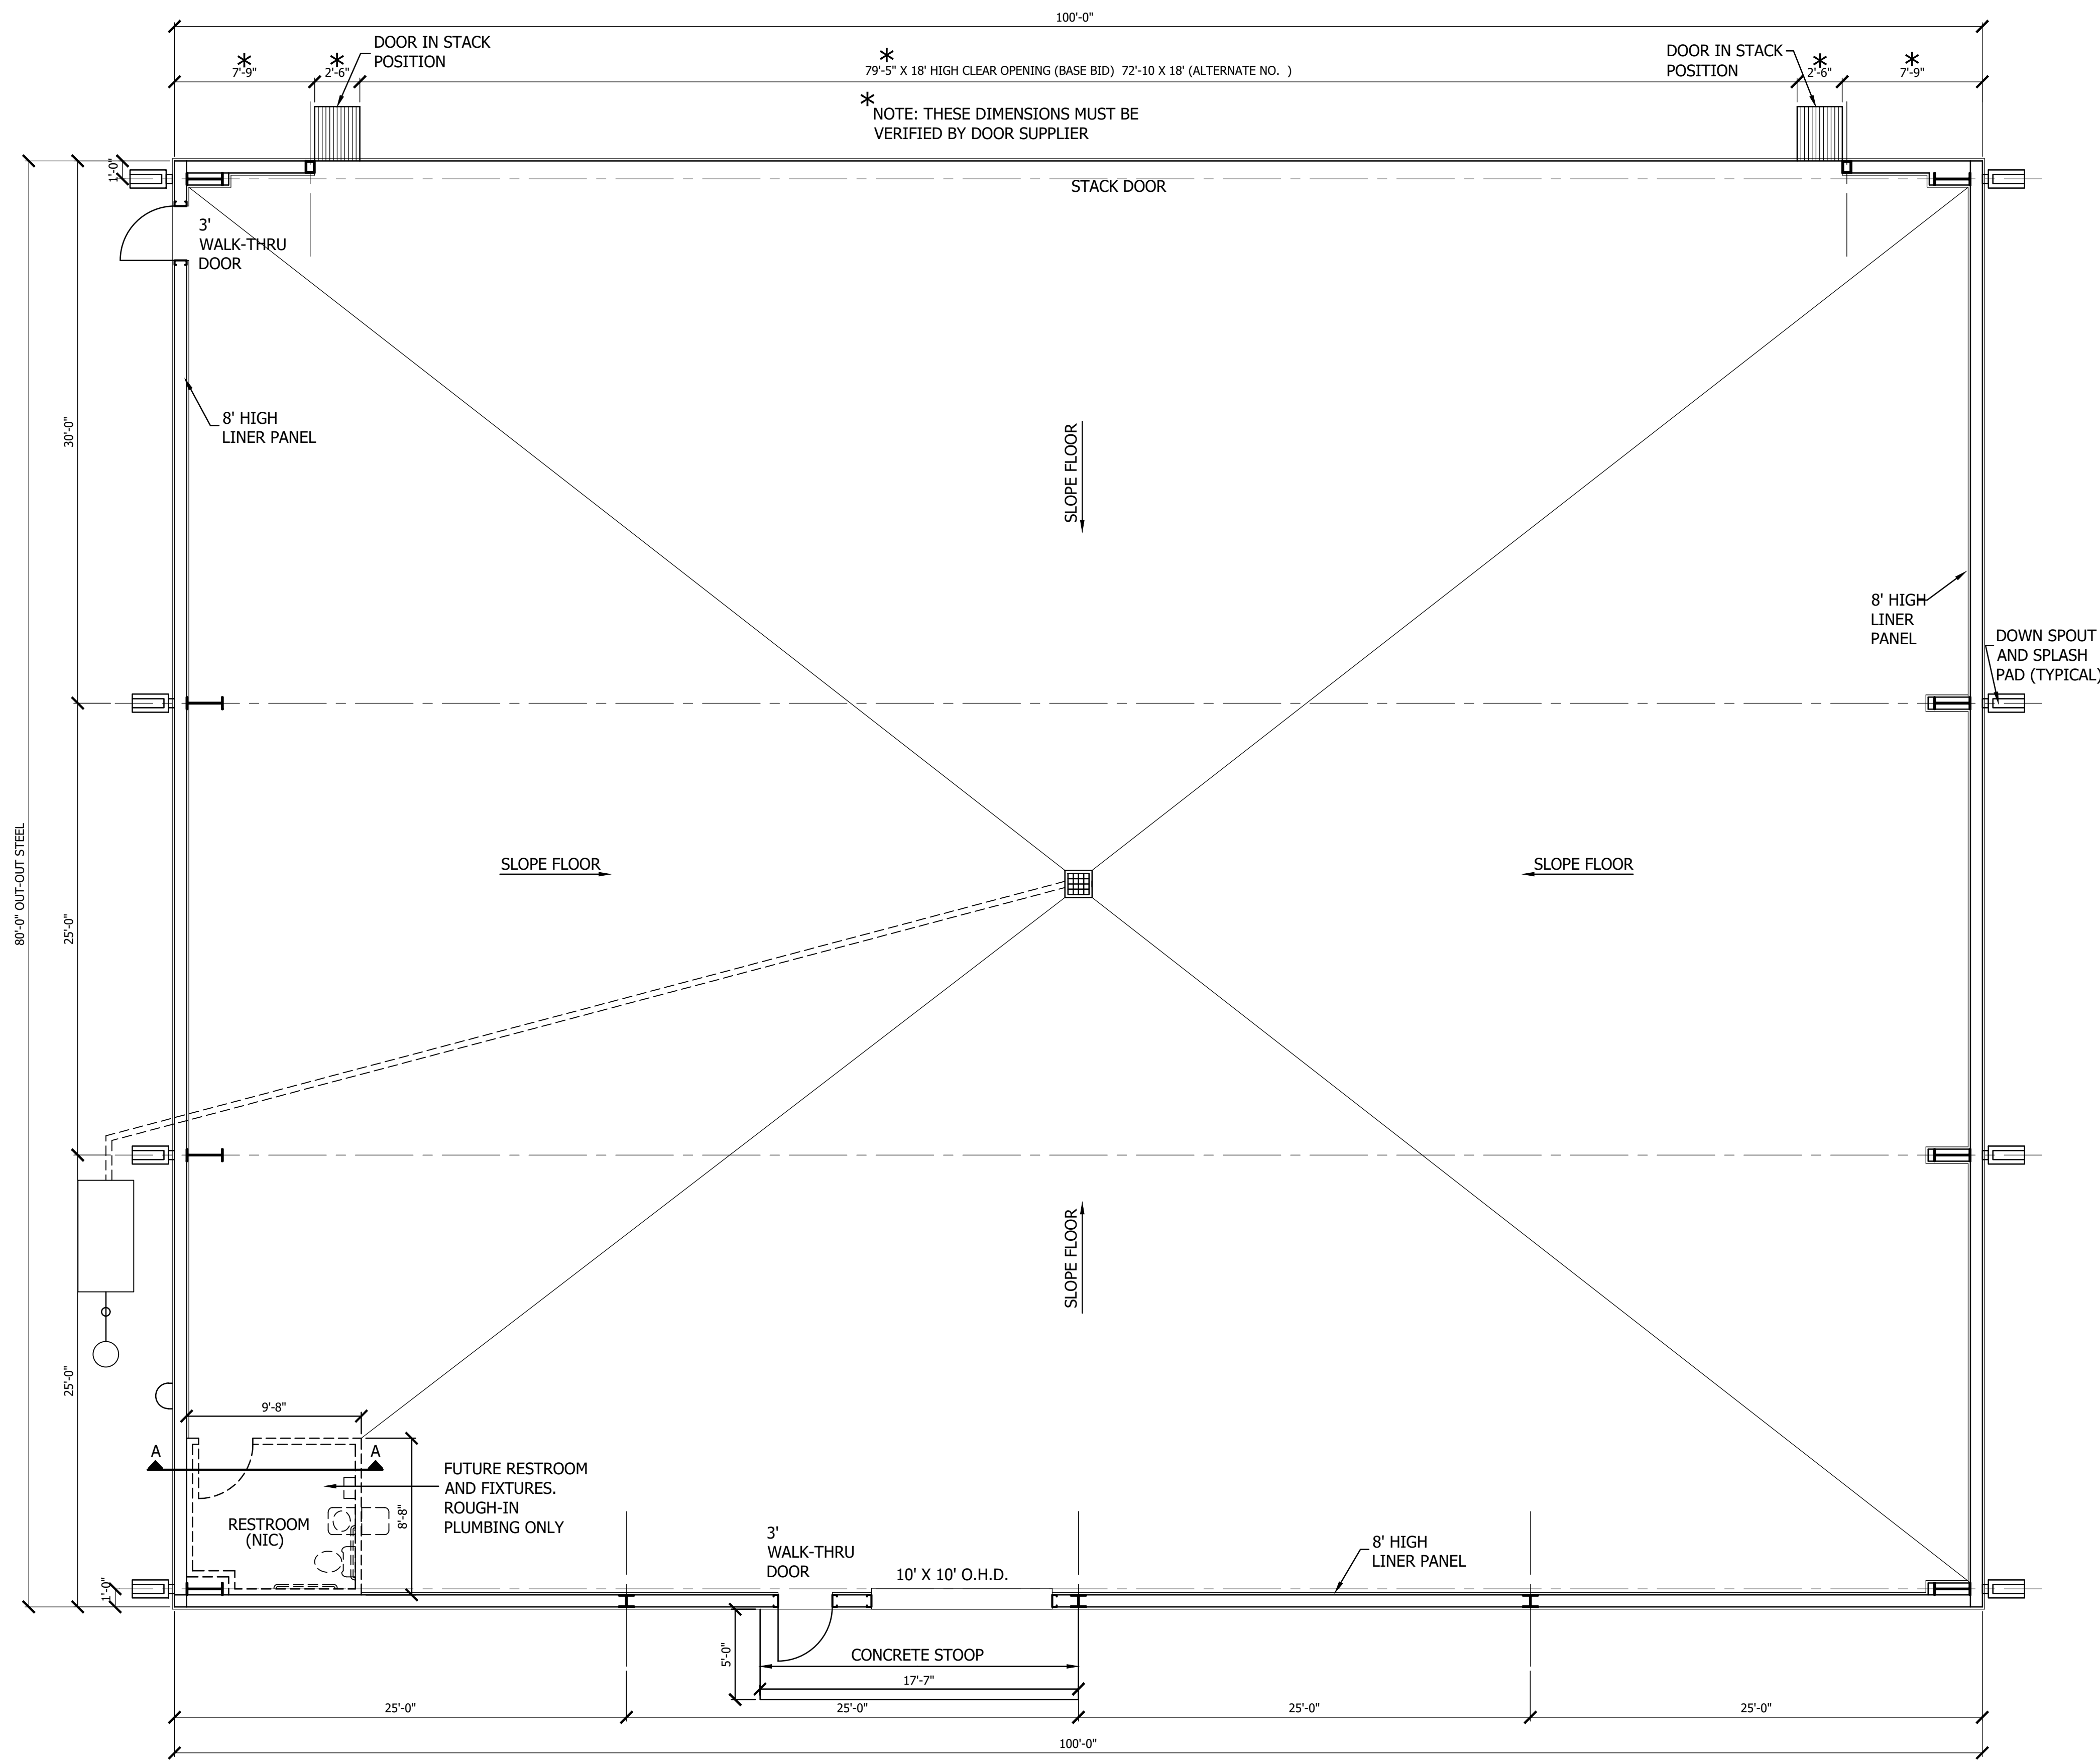 100'-0"
DOOR IN STACK
POSITION
DOOR IN STACK
POSITION
*
7'-9"
*
2'-6"
*
79'-5" X 18' HIGH CLEAR OPENING (BASE BID)  72'-10 X 18' (ALTERNATE NO.  )
*
2'-6"
*
7'-9"
*
NOTE: THESE DIMENSIONS MUST BE
VERIFIED BY DOOR SUPPLIER
1'-0"
STACK DOOR
3'
WALK-THRU
DOOR
8' HIGH
LINER PANEL
30'-0"
SLOPE FLOOR
8' HIGH
LINER
PANEL
DOWN SPOUT
AND SPLASH
PAD (TYPICAL)
80'-0" OUT-OUT STEEL
25'-0"
SLOPE FLOOR
SLOPE FLOOR
SLOPE FLOOR
25'-0"
9'-8"
A
A
8'-8"
FUTURE RESTROOM
AND FIXTURES.
ROUGH-IN
PLUMBING ONLY
RESTROOM
(NIC)
1'-0"
3'
WALK-THRU
DOOR
10' X 10' O.H.D.
8' HIGH
LINER PANEL
5'-0"
CONCRETE STOOP
17'-7"
25'-0"
25'-0"
25'-0"
25'-0"
100'-0"